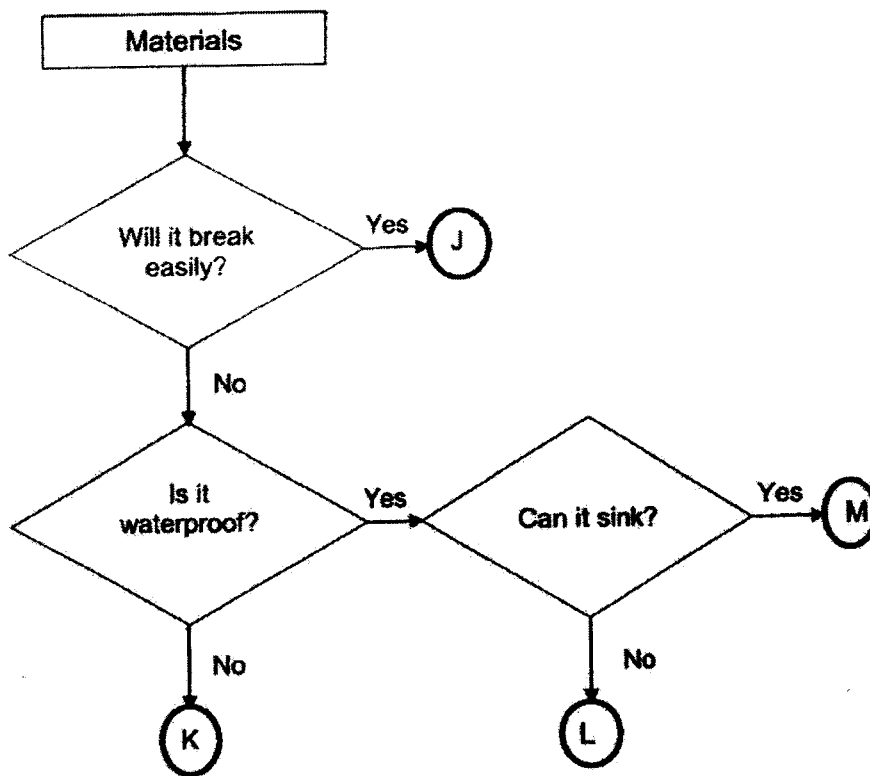 Materials
Will it break
easily?
Yes
J
No
Is it
waterproof?
Yes
Can it sink?
Yes
M
No
No
K
L